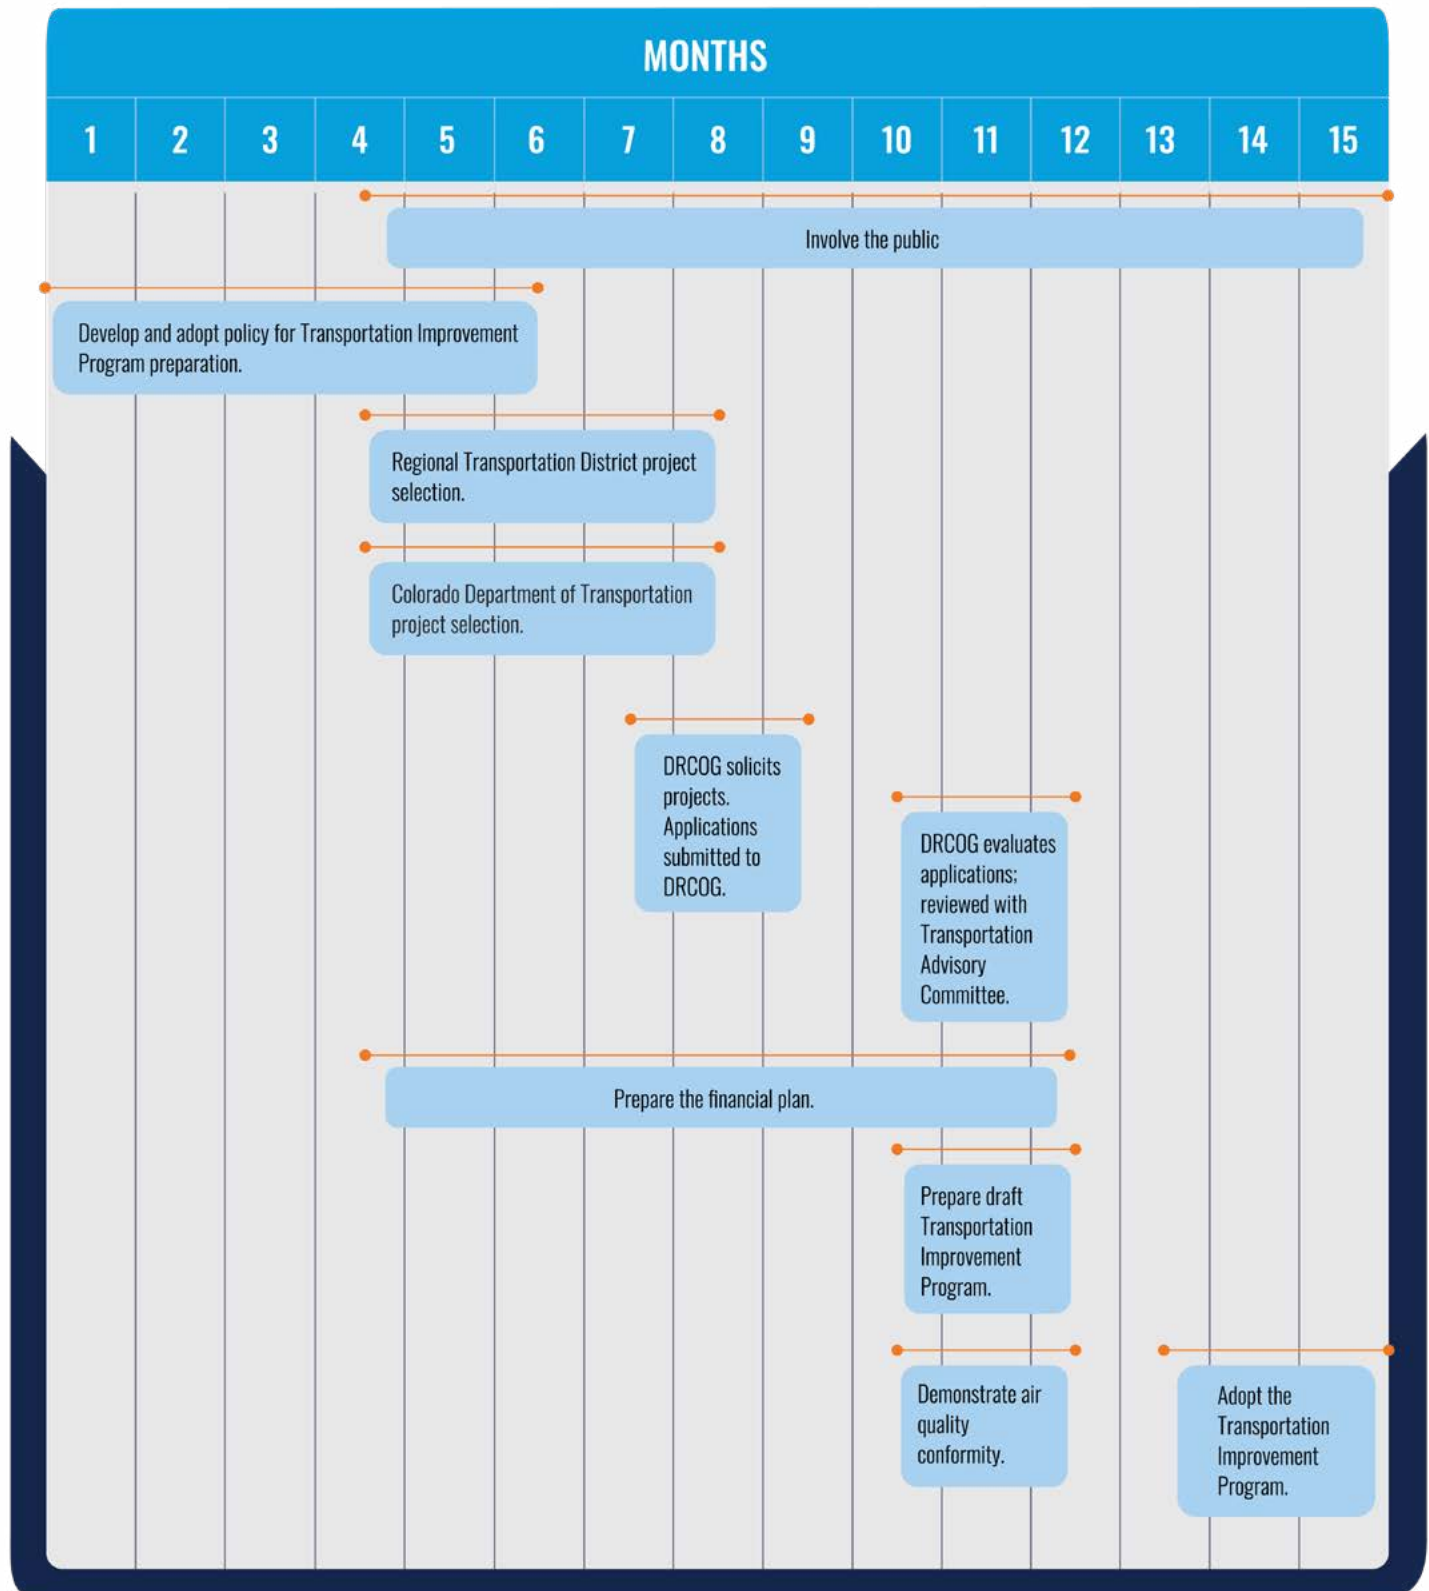 MONTHS
1 2 3 4 5 6 7 8 9 10 11 12 13 14 15
Involve the public
Develop and adopt policy for Transportation Improvement
Program preparation.
Regional Transportation District project
selection.
Colorado Department of Transportation
project selection.
DRCOG solicits
projects.
Applications
submitted to
DRCOG.
DRCOG evaluates
applications;
reviewed with
Transportation
Advisory
Committee.
Prepare the financial plan.
Prepare draft
Transportation
Improvement
Program.
Demonstrate air
quality
conformity.
Adopt the
Transportation
Improvement
Program.